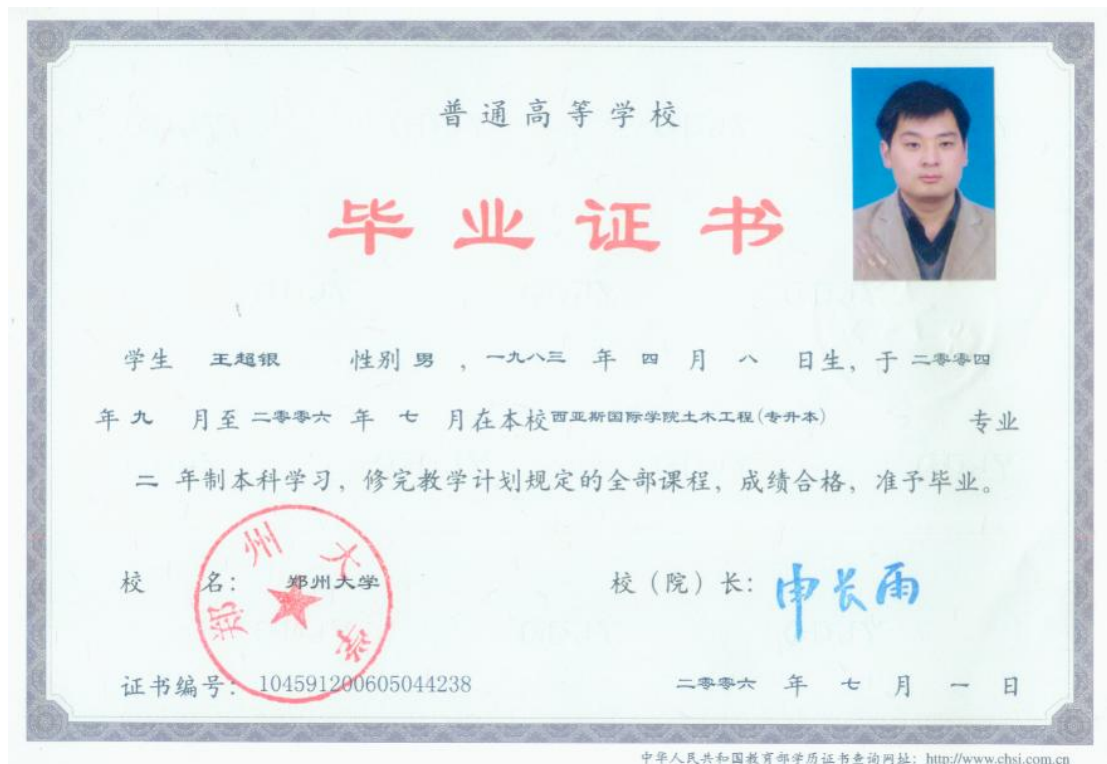 普通高等学校
毕业证书
学生 王超银 性别 男 ，一九八三 年 四 月 八 日生，于 二零零四
年 九 月至 二零零六 年 七 月在本校 西亚斯国际学院土木工程(专升本) 专业
二 年制本科学习，修完教学计划规定的全部课程，成绩合格，准予毕业。
郑州大学
校 名： 郑州大学 校（院）长： 申长雨
证书编号： 104591200605044238 二零零六 年 七 月 一 日
中华人民共和国教育部学历证书查询网址：http://www.chsi.com.cn